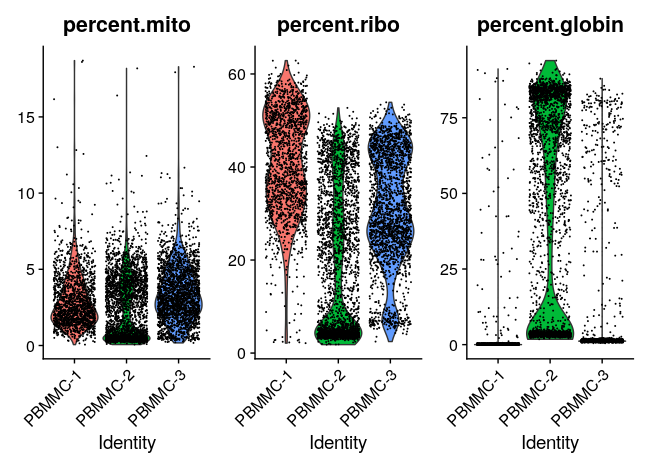 percent.mito
percent.ribo
percent.globin
15
10
5
0
60
40
20
0
75
50
25
0
PBMMC-1
PBMMC-2
PBMMC-3
PBMMC-1
PBMMC-2
PBMMC-3
PBMMC-1
PBMMC-2
PBMMC-3
Identity
Identity
Identity